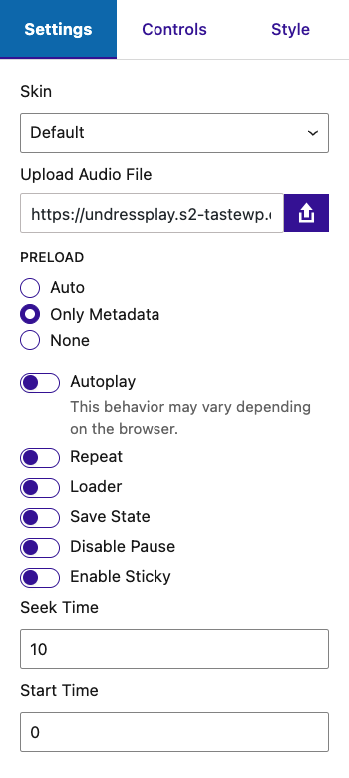 Settings Controls Style
Skin
Default
Upload Audio File
https://undressplay.s2-tastewp.
PRELOAD
Auto
Only Metadata
None
Autoplay
This behavior may vary depending
on the browser.
Repeat
Loader
Save State
Disable Pause
Enable Sticky
Seek Time
10
Start Time
0